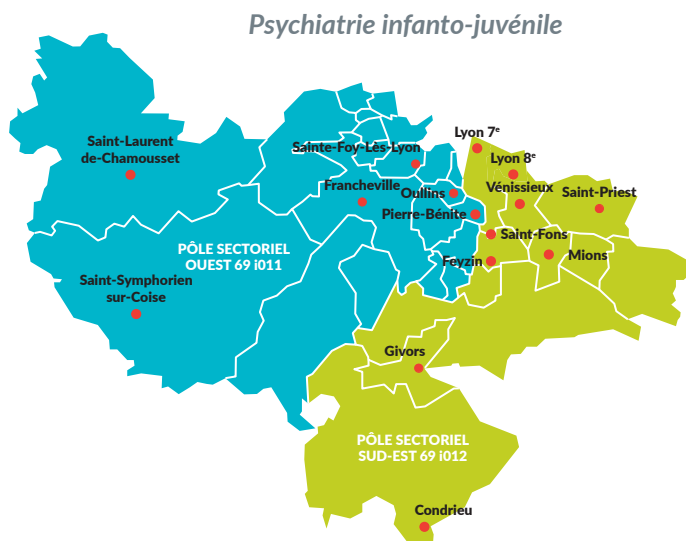 Psychiatrie infanto-juvénile
Lyon 7ᵉ
Saint-Laurent
de-Chamousset
Sainte-Foy-Lès-Lyon
Lyon 8ᵉ
Francheville
Oullins
Vénissieux
Saint-Priest
Pierre-Bénite
Saint-Fons
PÔLE SECTORIEL
OUEST 69 i011
Feyzin
Mions
Saint-Symphorien
sur-Coise
Givors
PÔLE SECTORIEL
SUD-EST 69 i012
Condrieu